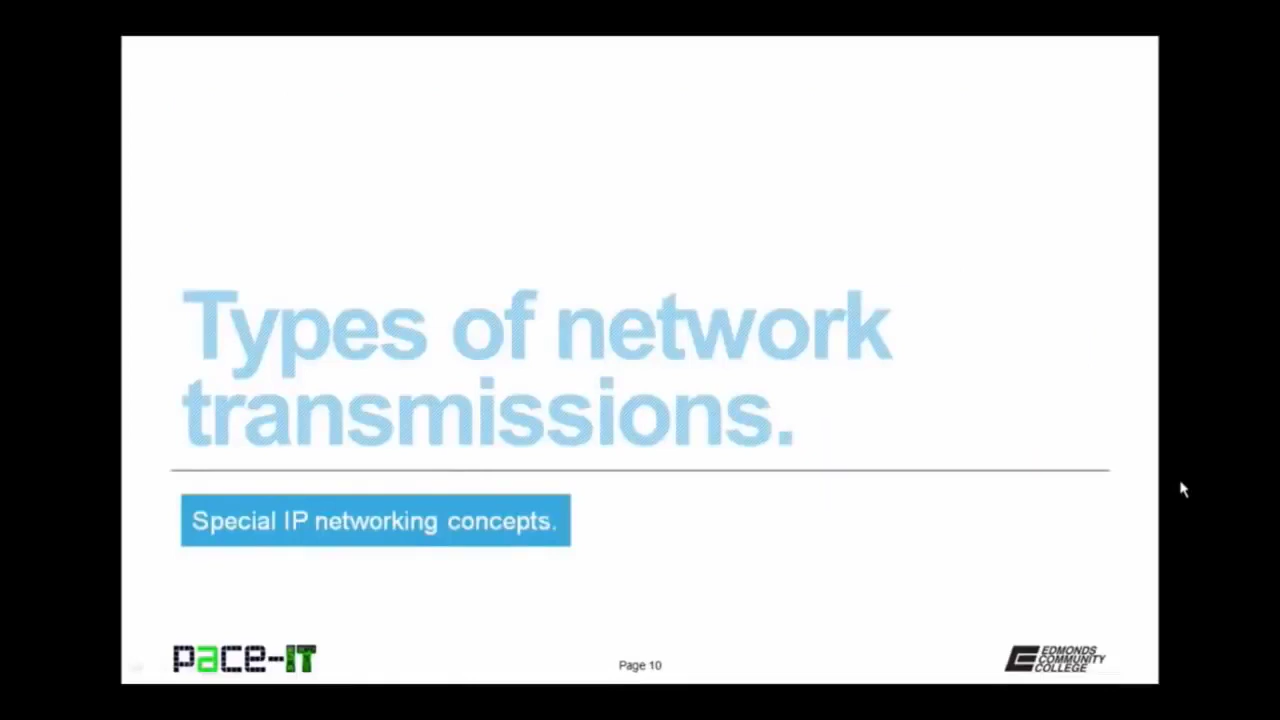 Types of network
transmissions.
Special IP networking concepts.
pace-IT
Page 10
EDMONDS
COMMUNITY
COLLEGE